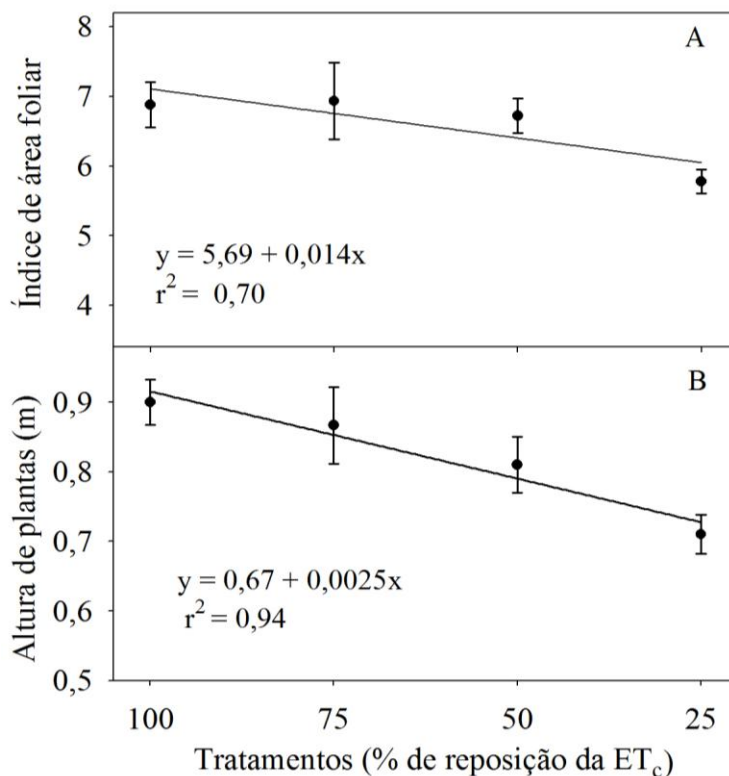 A
Índice de área foliar
8
7
6
5
4
y = 5,69 + 0,014x
r² = 0,70
B
Altura de plantas (m)
0,9
0,8
0,7
0,6
0,5
y = 0,67 + 0,0025x
r² = 0,94
100 75 50 25
Tratamentos (% de reposição da ETc)